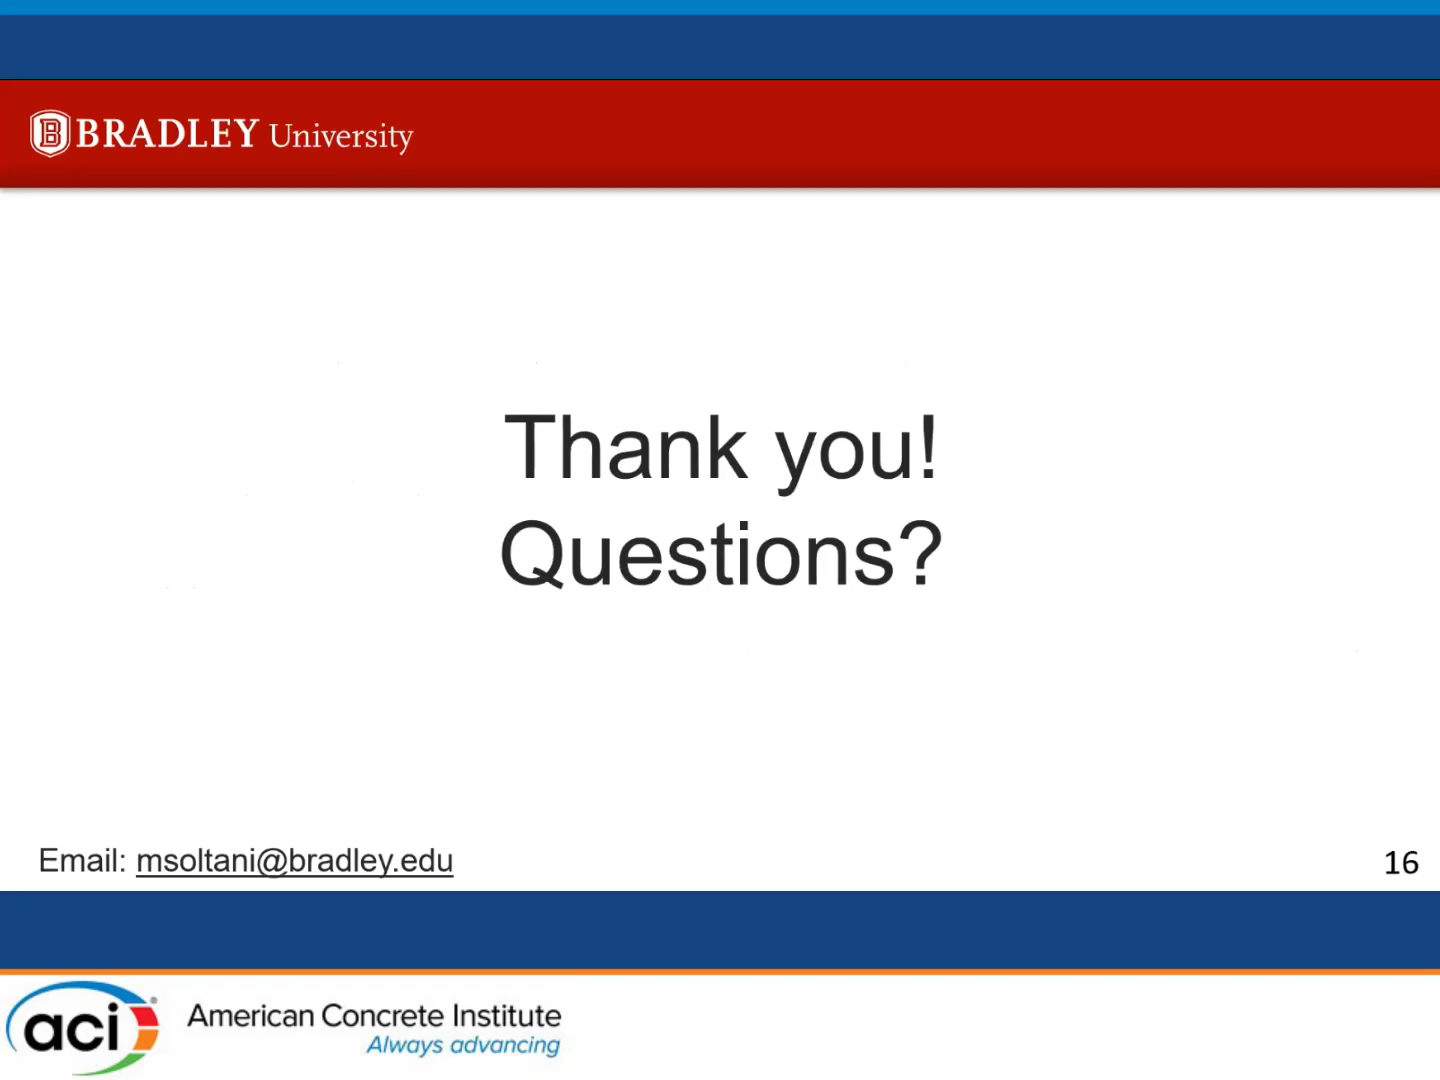 BRADLEY University
Thank you!
Questions?
Email: msoltani@bradley.edu
16
aci
American Concrete Institute
Always advancing